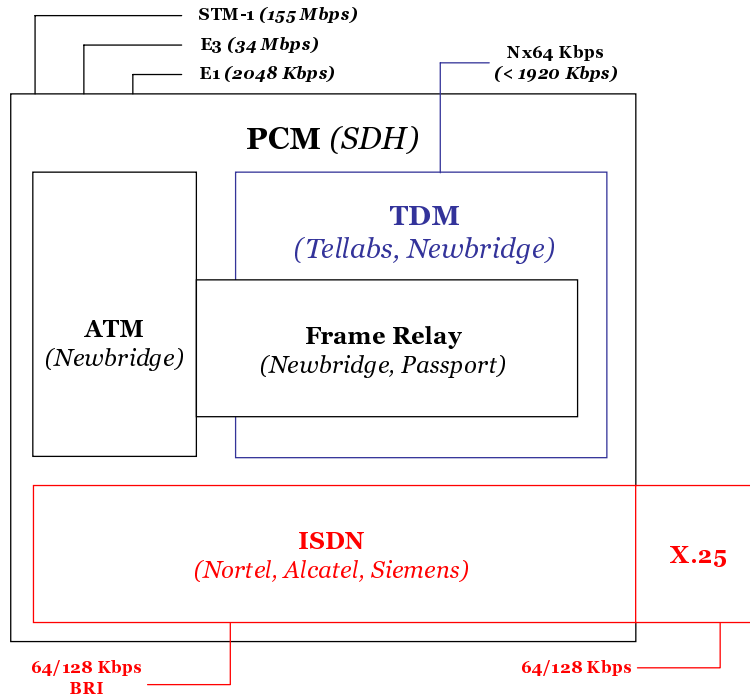 STM-1 (155 Mbps)
E3 (34 Mbps)
E1 (2048 Kbps)
Nx64 Kbps
(< 1920 Kbps)
PCM (SDH)
TDM
(Tellabs, Newbridge)
ATM
(Newbridge)
Frame Relay
(Newbridge, Passport)
ISDN
(Nortel, Alcatel, Siemens)
X.25
64/128 Kbps
BRI
64/128 Kbps